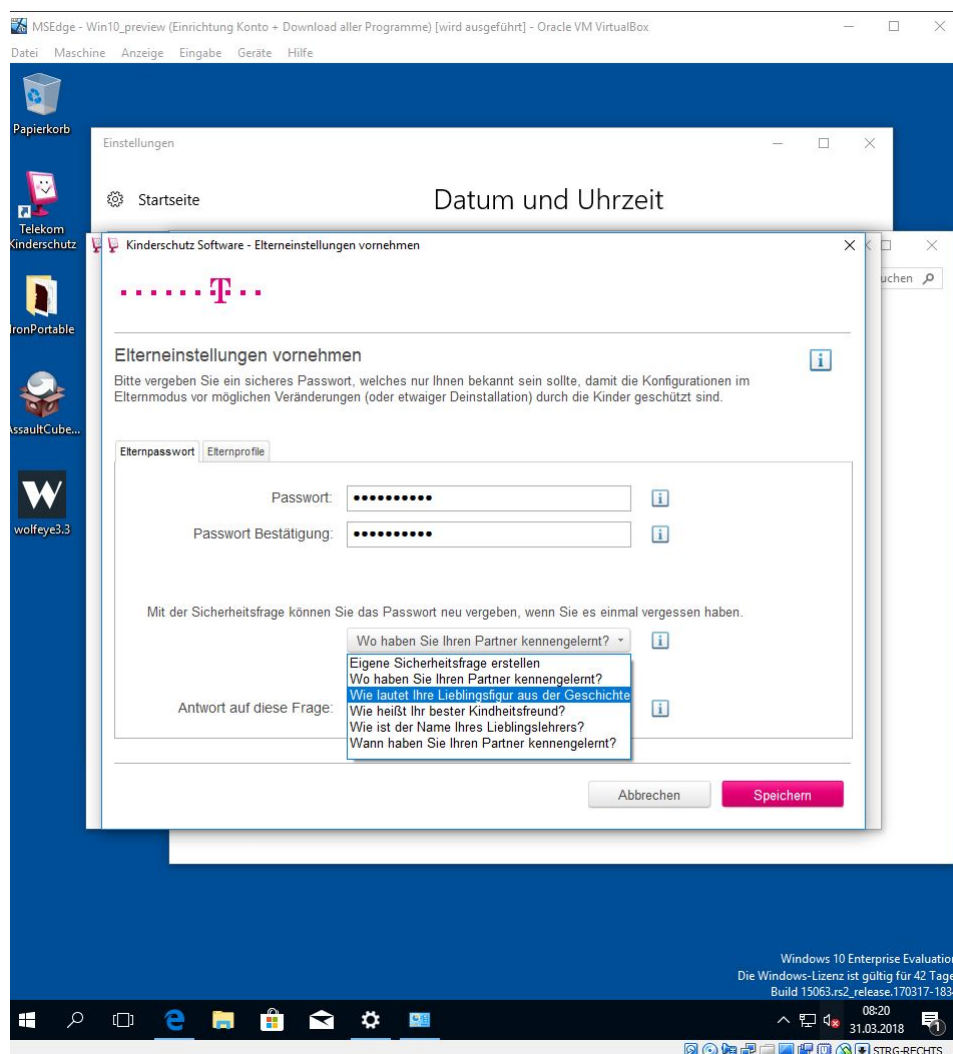 MSEdge - Win10_preview (Einrichtung Konto + Download aller Programme) [wird ausgeführt] - Oracle VM VirtualBox
Datei Maschine Anzeige Eingabe Geräte Hilfe
Papierkorb
Einstellungen
Startseite
Datum und Uhrzeit
Telekom
Kinderschutz
Kinderschutz Software - Elterneinstellungen vornehmen
uchen
T
IronPortable
Elterneinstellungen vornehmen
Bitte vergeben Sie ein sicheres Passwort, welches nur Ihnen bekannt sein sollte, damit die Konfigurationen im
Elternmodus vor möglichen Veränderungen (oder etwaiger Deinstallation) durch die Kinder geschützt sind.
AssaultCube...
Elternpasswort Elternprofile
wolfeye3.3
Passwort:
Passwort Bestätigung:
Mit der Sicherheitsfrage können Sie das Passwort neu vergeben, wenn Sie es einmal vergessen haben.
Wo haben Sie Ihren Partner kennengelernt?
Eigene Sicherheitsfrage erstellen
Wo haben Sie Ihren Partner kennengelernt?
Wie lautet Ihre Lieblingsfigur aus der Geschichte
Wie heißt Ihr bester Kindheitsfreund?
Wie ist der Name Ihres Lieblingslehrers?
Wann haben Sie Ihren Partner kennengelernt?
Antwort auf diese Frage:
Abbrechen Speichern
Windows 10 Enterprise Evaluation
Die Windows-Lizenz ist gültig für 42 Tage
Build 15063.rs2_release.170317-183
08:20
31.03.2018
STRG-RECHTS